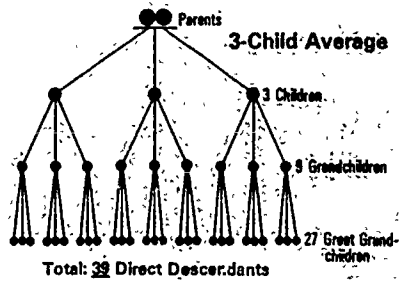 Parents
3-Child Average
3 Children
9 Grandchildren
27 Great Grand-
children
Total: 39 Direct Descendants